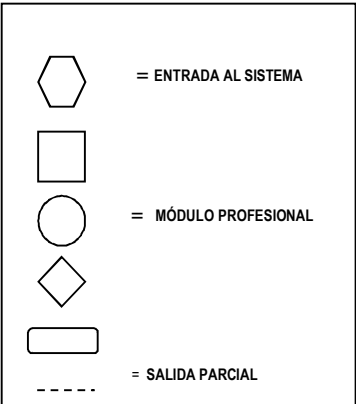 = ENTRADA AL SISTEMA
= MÓDULO PROFESIONAL
= SALIDA PARCIAL